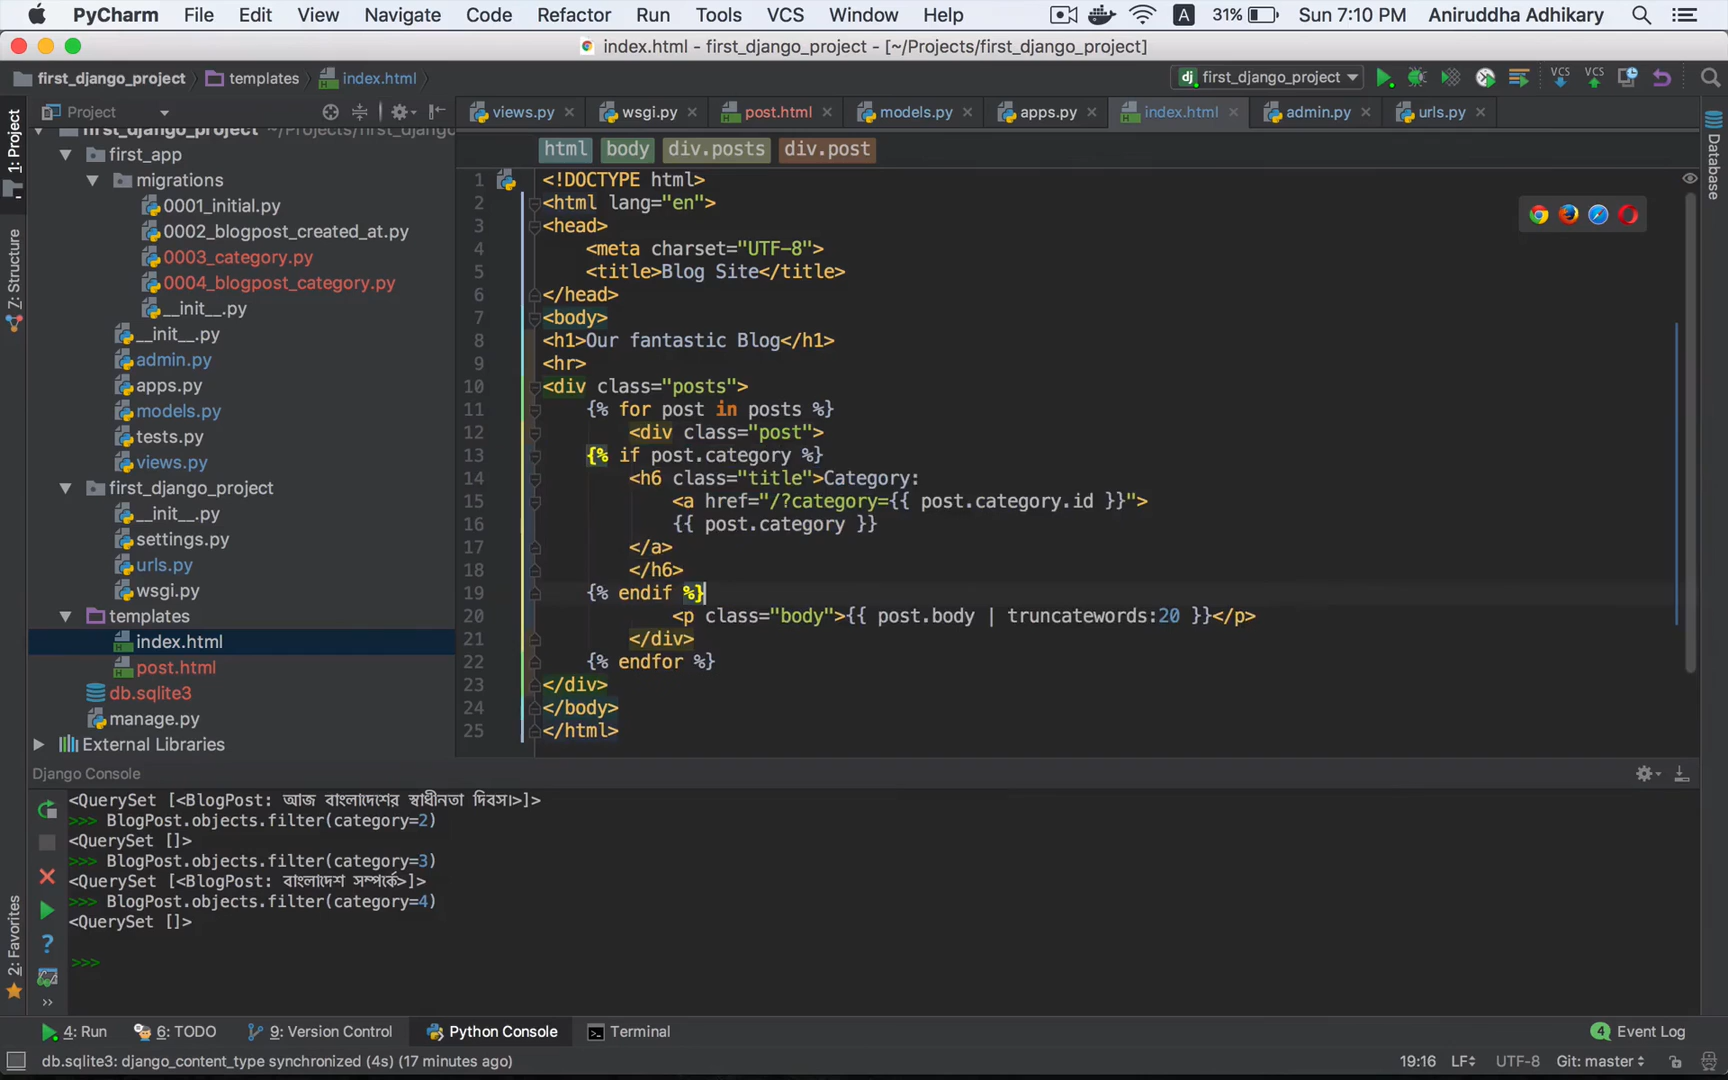 PyCharm File Edit View Navigate Code Refactor Run Tools VCS Window Help A 31% Sun 7:10 PM Aniruddha Adhikary
index.html - first_django_project - [~/Projects/first_django_project]
first_django_project templates index.html dj first_django_project VCS VCS
Project views.py wsgi.py post.html models.py apps.py index.html admin.py urls.py
1: Project
Z: Structure
2: Favorites
Database
first_django_project ~/Projects/first_django
first_app
migrations
0001_initial.py
0002_blogpost_created_at.py
0003_category.py
0004_blogpost_category.py
__init__.py
__init__.py
admin.py
apps.py
models.py
tests.py
views.py
first_django_project
__init__.py
settings.py
urls.py
wsgi.py
templates
index.html
post.html
db.sqlite3
manage.py
External Libraries
html body div.posts div.post
1 <!DOCTYPE html>
2 <html lang="en">
3 <head>
4 <meta charset="UTF-8">
5 <title>Blog Site</title>
6 </head>
7 <body>
8 <h1>Our fantastic Blog</h1>
9 <hr>
10 <div class="posts">
11 {% for post in posts %}
12 <div class="post">
13 {% if post.category %}
14 <h6 class="title">Category:
15 <a href="/?category={{ post.category.id }}">
16 {{ post.category }}
17 </a>
18 </h6>
19 {% endif %}
20 <p class="body">{{ post.body | truncatewords:20 }}</p>
21 </div>
22 {% endfor %}
23 </div>
24 </body>
25 </html>
Django Console
<QuerySet [<BlogPost: আজ বাংলাদেশের স্বাধীনতা দিবস।>]>
>>> BlogPost.objects.filter(category=2)
<QuerySet []>
>>> BlogPost.objects.filter(category=3)
<QuerySet [<BlogPost: বাংলাদেশ সম্পর্কে>]>
>>> BlogPost.objects.filter(category=4)
<QuerySet []>
>>>
4: Run 6: TODO 9: Version Control Python Console Terminal 4 Event Log
db.sqlite3: django_content_type synchronized (4s) (17 minutes ago) 19:16 LF UTF-8 Git: master